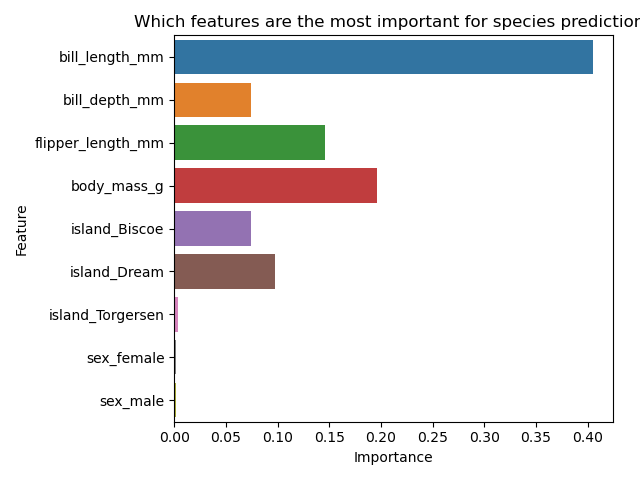 Which features are the most important for species prediction
bill_length_mm
bill_depth_mm
flipper_length_mm
body_mass_g
island_Biscoe
island_Dream
island_Torgersen
sex_female
sex_male
Feature
0.00 0.05 0.10 0.15 0.20 0.25 0.30 0.35 0.40
Importance